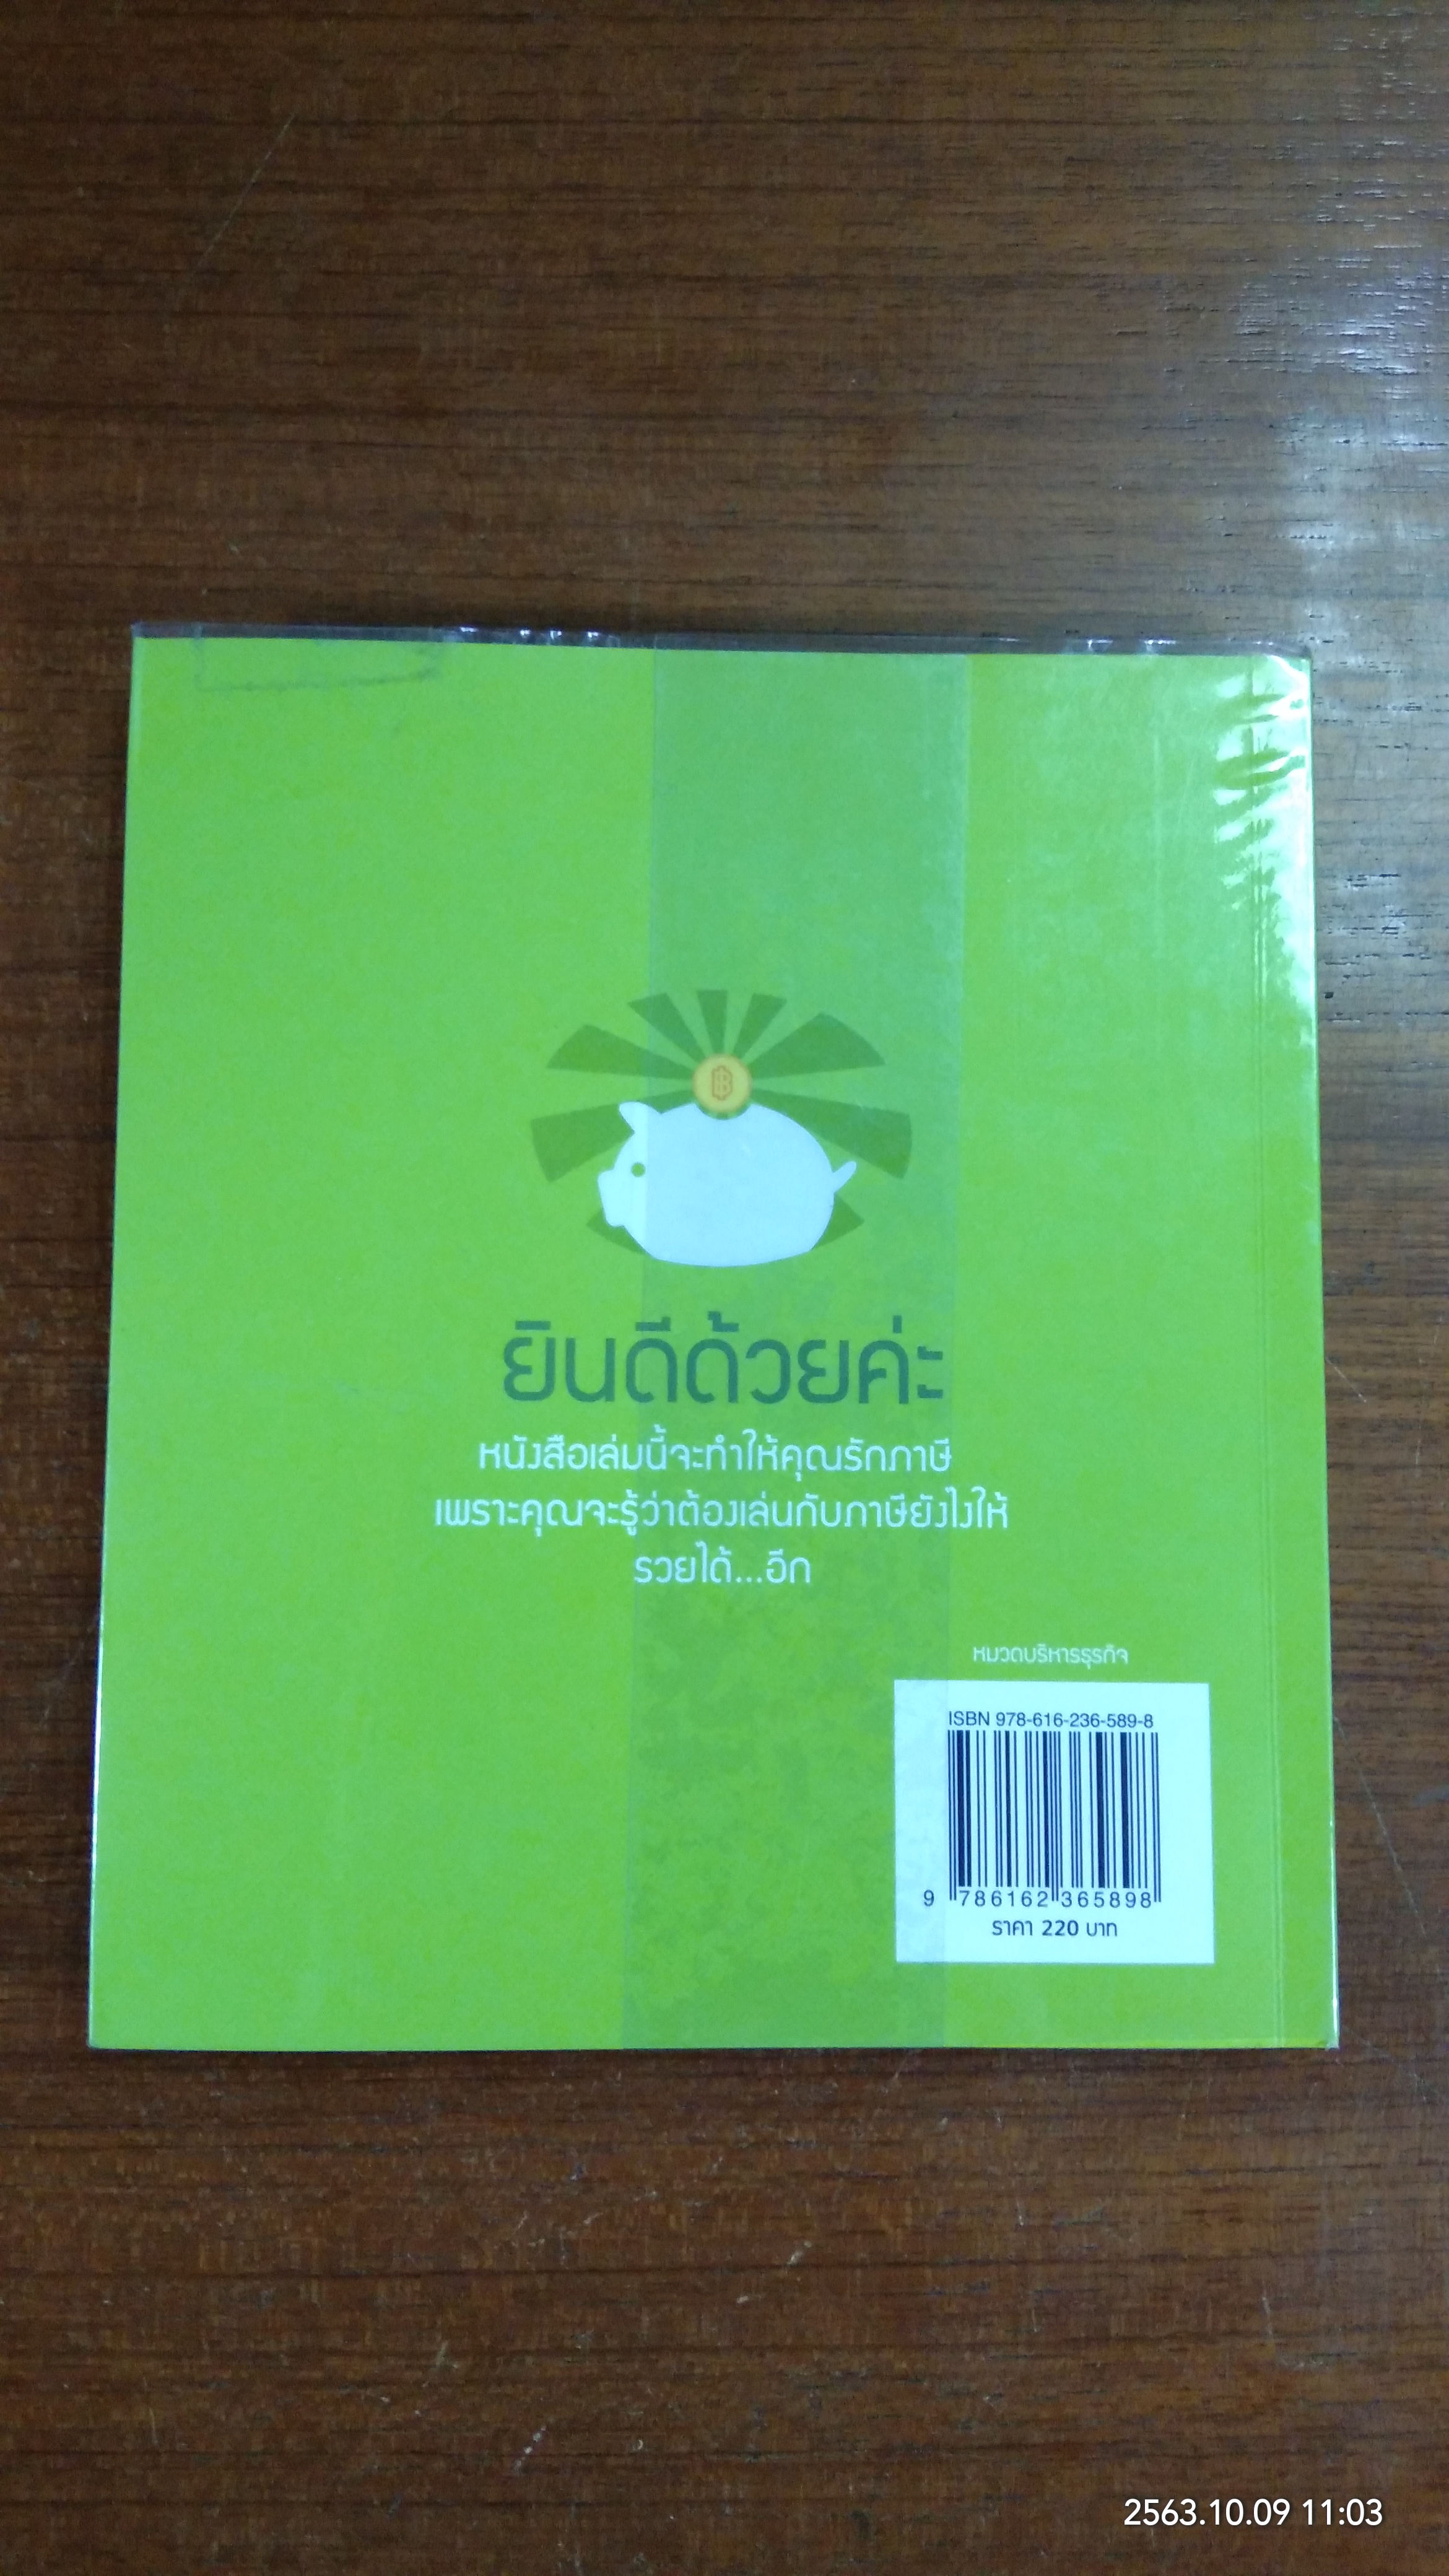 ยินดีด้วยค่ะ
หนังสือเล่มนี้จะทำให้คุณรักภาษี
เพราะคุณจะรู้ว่าต้องเล่นกับภาษียังไงให้
รวยได้...อีก
หมวดบริหารธุรกิจ
ISBN 978-616-236-589-8
9 786162 365898
ราคา 220 บาท
2563.10.09 11:03